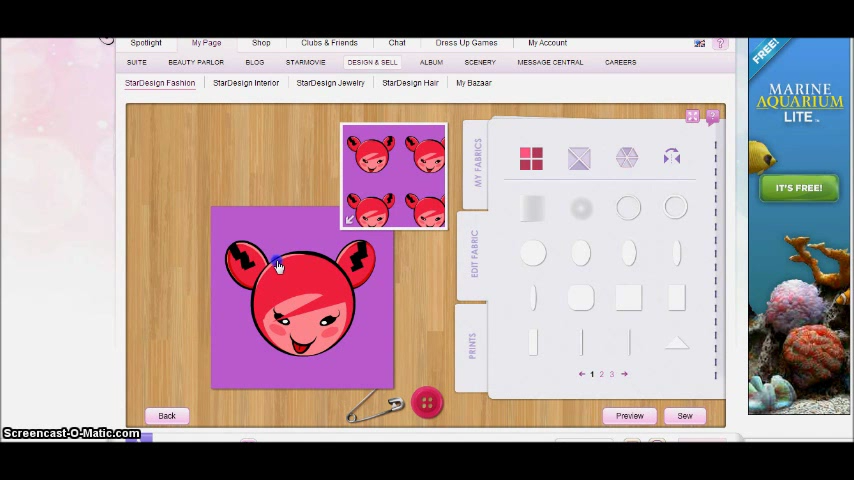 Spotlight My Page Shop Clubs & Friends Chat Dress Up Games My Account ?
SUITE BEAUTY PARLOR BLOG STARMOVIE DESIGN & SELL ALBUM SCENERY MESSAGE CENTRAL CAREERS
StarDesign Fashion StarDesign Interior StarDesign Jewelry StarDesign Hair My Bazaar
FREE!
MARINE
AQUARIUM
LITE
IT'S FREE!
MY FABRICS
EDIT FABRIC
PRINTS
1 2 3
Back Preview Sew
Screencast-O-Matic.com